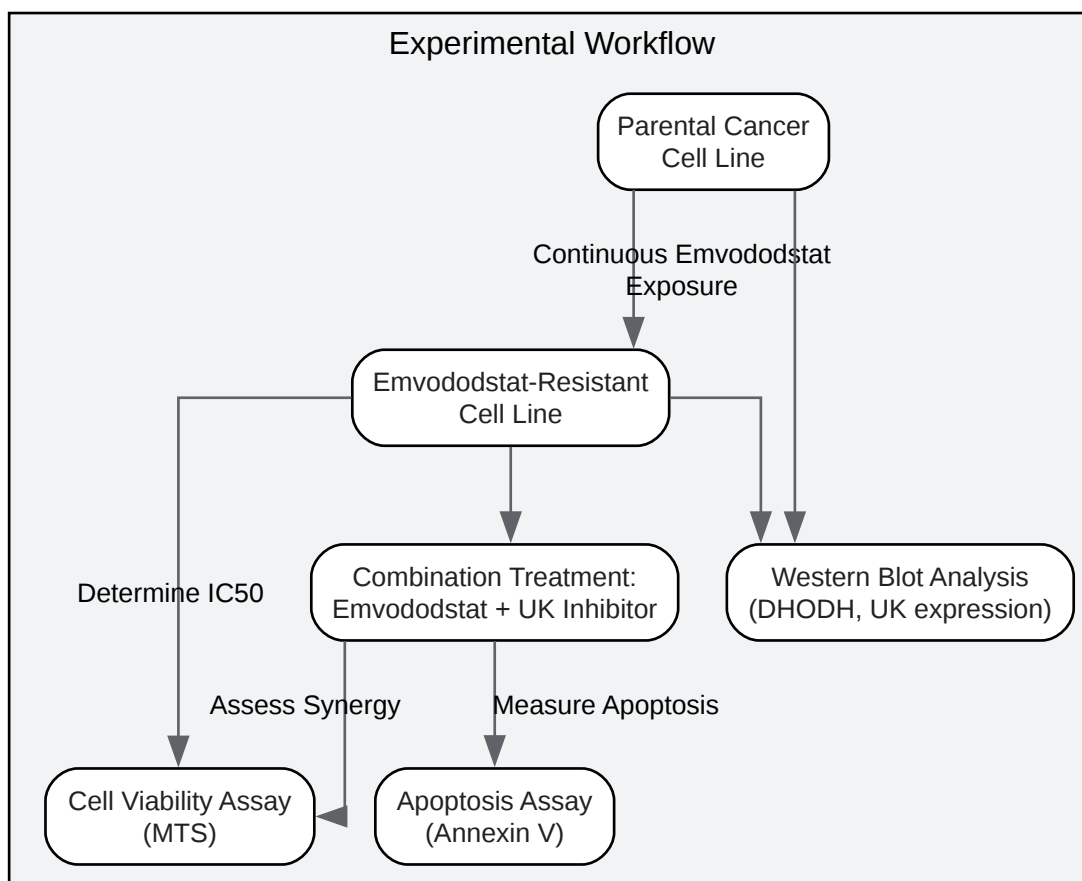 Experimental Workflow
Parental Cancer
Cell Line
Continuous Emvododstat
Exposure
Emvododstat-Resistant
Cell Line
Determine IC50
Combination Treatment:
Emvododstat + UK Inhibitor
Western Blot Analysis
(DHODH, UK expression)
Assess Synergy
Measure Apoptosis
Cell Viability Assay
(MTS)
Apoptosis Assay
(Annexin V)